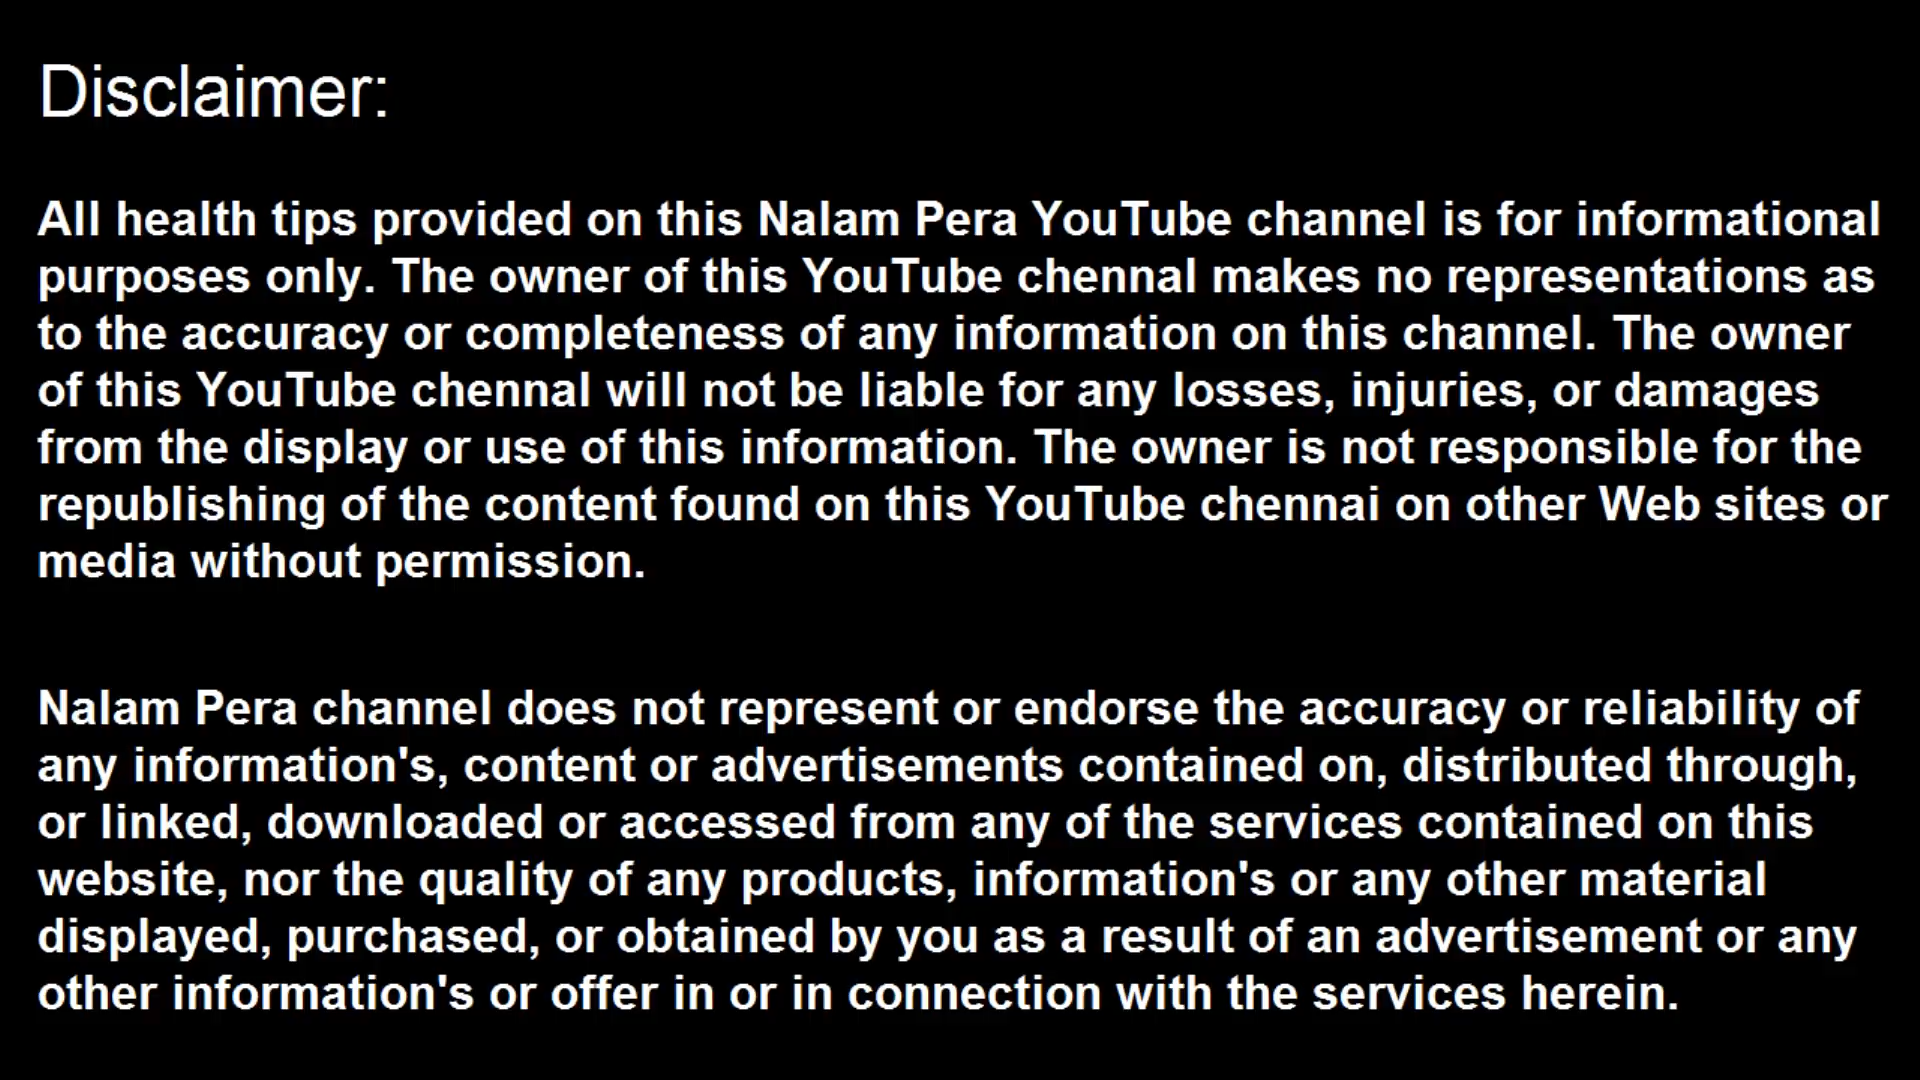 Disclaimer:
All health tips provided on this Nalam Pera YouTube channel is for informational
purposes only. The owner of this YouTube chennal makes no representations as
to the accuracy or completeness of any information on this channel. The owner
of this YouTube chennal will not be liable for any losses, injuries, or damages
from the display or use of this information. The owner is not responsible for the
republishing of the content found on this YouTube chennai on other Web sites or
media without permission.
Nalam Pera channel does not represent or endorse the accuracy or reliability of
any information's, content or advertisements contained on, distributed through,
or linked, downloaded or accessed from any of the services contained on this
website, nor the quality of any products, information's or any other material
displayed, purchased, or obtained by you as a result of an advertisement or any
other information's or offer in or in connection with the services herein.